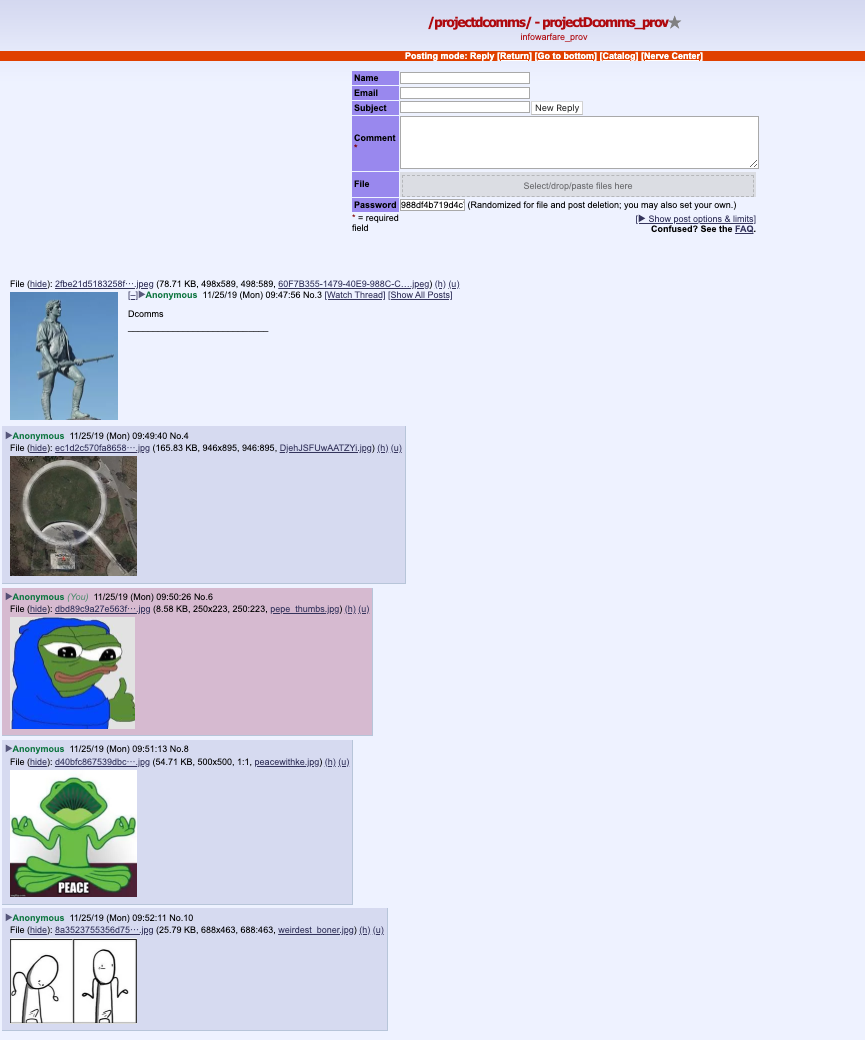 /projectdcomms/ - projectDcomms_prov★
infowarfare_prov
Posting mode: Reply [Return] [Go to bottom] [Catalog] [Nerve Center]
Name
Email
Subject New Reply
Comment
*
File Select/drop/paste files here
Password 988df4b719d4c (Randomized for file and post deletion; you may also set your own.)
* = required field [▶ Show post options & limits]
Confused? See the FAQ.
File (hide): 2fbe21d5183258f⋯.jpeg (78.71 KB, 498x589, 498:589, 60F7B355-1479-40E9-988C-C….jpeg) (h) (u)
[–]▶Anonymous 11/25/19 (Mon) 09:47:56 No.3 [Watch Thread] [Show All Posts]
Dcomms
▶Anonymous 11/25/19 (Mon) 09:49:40 No.4
File (hide): ec1d2c570fa8658⋯.jpg (165.83 KB, 946x895, 946:895, DjehJSFUwAATZYi.jpg) (h) (u)
▶Anonymous (You) 11/25/19 (Mon) 09:50:26 No.6
File (hide): dbd89c9a27e563f⋯.jpg (8.58 KB, 250x223, 250:223, pepe_thumbs.jpg) (h) (u)
▶Anonymous 11/25/19 (Mon) 09:51:13 No.8
File (hide): d40bfc867539dbc⋯.jpg (54.71 KB, 500x500, 1:1, peacewithke.jpg) (h) (u)
PEACE
▶Anonymous 11/25/19 (Mon) 09:52:11 No.10
File (hide): 8a3523755356d75⋯.jpg (25.79 KB, 688x463, 688:463, weirdest_boner.jpg) (h) (u)